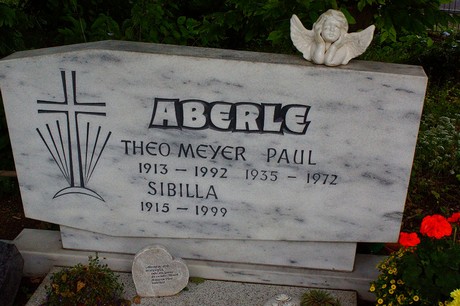 ABERLE
THEO MEYER PAUL
1913 - 1992 1935 - 1972
SIBILLA
1915 - 1999